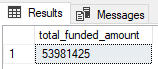 Results Messages
total_funded_amount
1 53981425